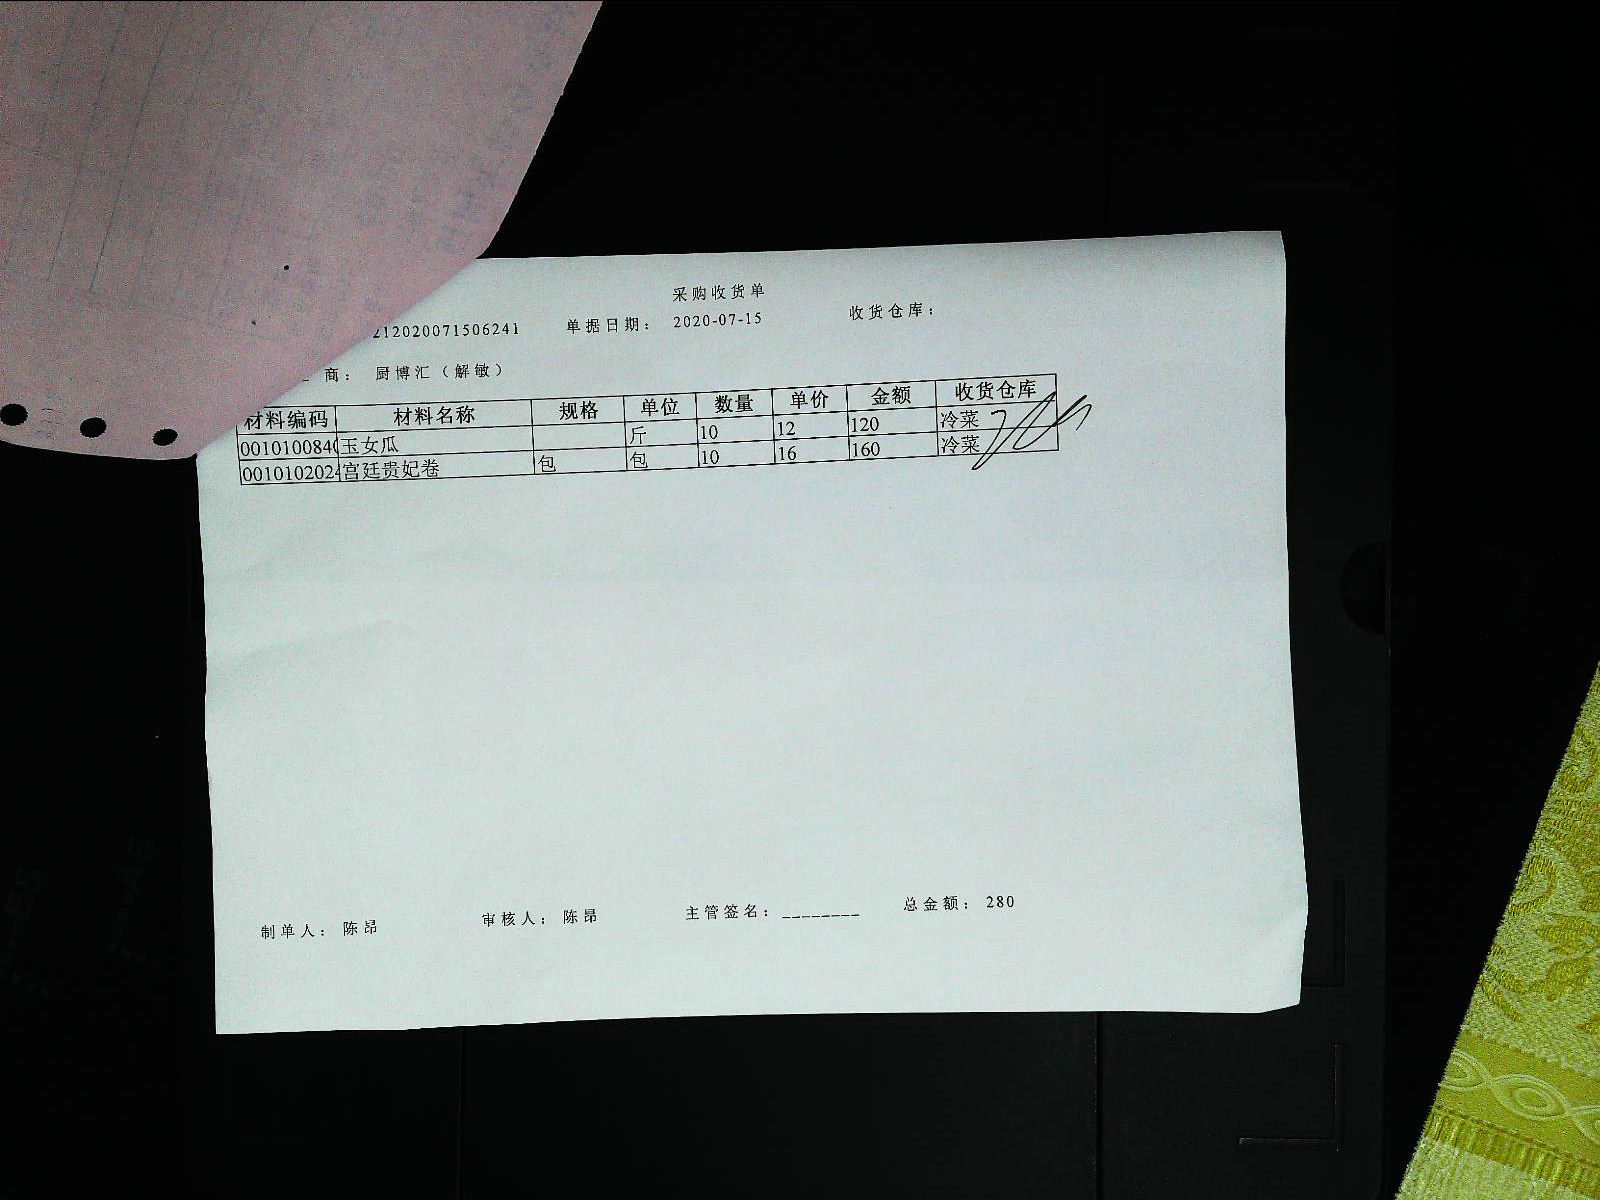 采购收货单
212020071506241 单据日期： 2020-07-15 收货仓库：
商： 厨博汇（解敏）
材料编码 材料名称 规格 单位 数量 单价 金额 收货仓库
0010100840 玉女瓜 斤 10 12 120 冷菜
0010102024 宫廷贵妃卷 包 包 10 16 160 冷菜
制单人： 陈昂 审核人： 陈昂 主管签名：________ 总金额： 280